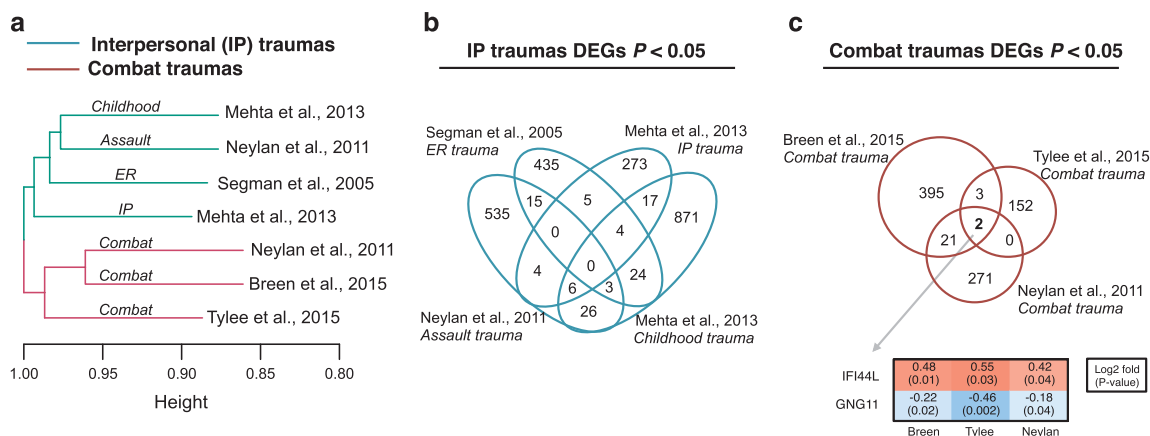 a
Interpersonal (IP) traumas
Combat traumas
Childhood
Mehta et al., 2013
Assault
Neylan et al., 2011
ER
Segman et al., 2005
IP
Mehta et al., 2013
Combat
Neylan et al., 2011
Combat
Breen et al., 2015
Combat
Tylee et al., 2015
1.00 0.95 0.90 0.85 0.80
Height
b
IP traumas DEGs P < 0.05
Segman et al., 2005
ER trauma
Mehta et al., 2013
IP trauma
435 273
535 15 5 17 871
0 4
4 0 24
6 3
26
Neylan et al., 2011
Assault trauma
Mehta et al., 2013
Childhood trauma
c
Combat traumas DEGs P < 0.05
Breen et al., 2015
Combat trauma
Tylee et al., 2015
Combat trauma
395 3 152
2
21 0
271
Neylan et al., 2011
Combat trauma
IFI44L 0.48 0.55 0.42
(0.01) (0.03) (0.04)
GNG11 -0.22 -0.46 -0.18
(0.02) (0.002) (0.04)
Breen Tylee Neylan
Log2 fold
(P-value)